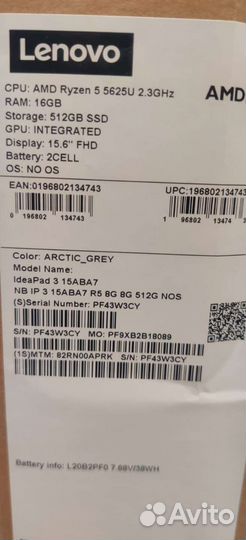 Lenovo
CPU: AMD Ryzen 5 5625U 2.3GHz
AMD
RAM: 16GB
Storage: 512GB SSD
GPU: INTEGRATED
Display: 15.6" FHD
Battery: 2CELL
OS: NO OS
EAN:0196802134743 UPC:196802134743
0 196802 134743 1 96802 13474 3
Color: ARCTIC_GREY
Model Name:
IdeaPad 3 15ABA7
NB IP 3 15ABA7 R5 8G 8G 512G NOS
(S)Serial Number: PF43W3CY
S/N: PF43W3CY MO: PF9XB2B18089
(1S)MTM: 82RN00APRK S/N: PF43W3CY
Battery info: L20B2PF0 7.68V/38WH
Avito